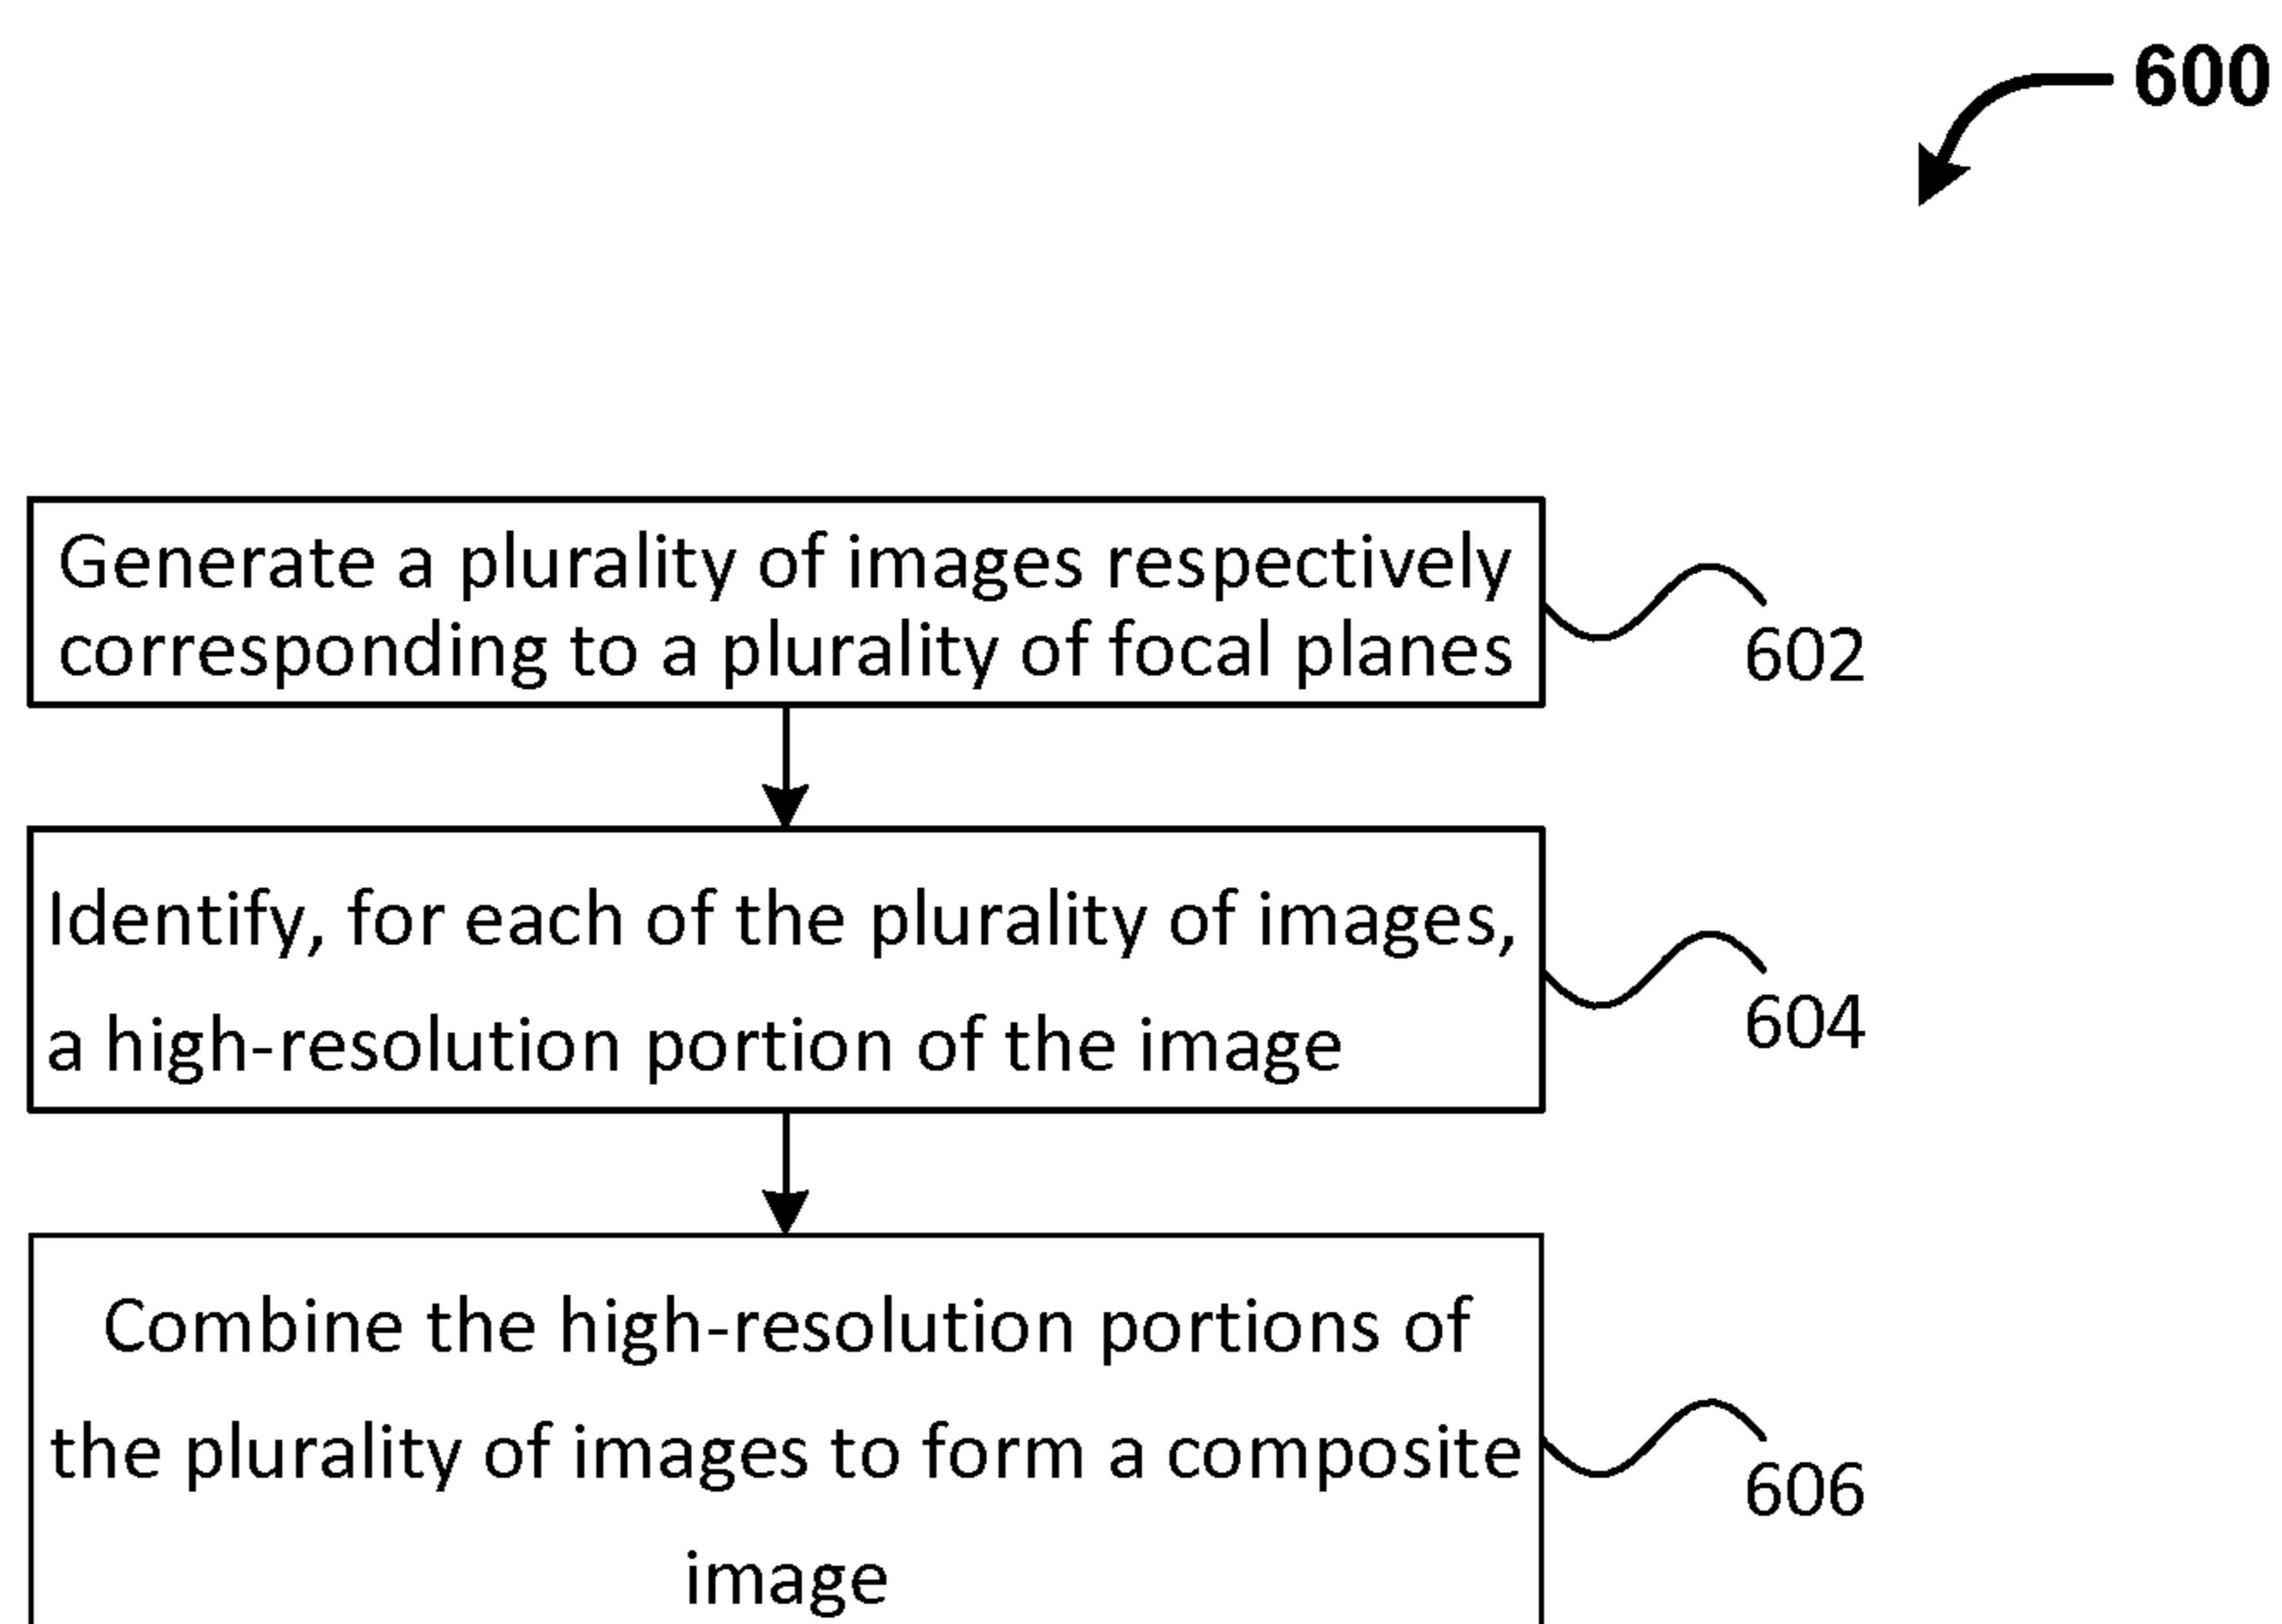 600
Generate a plurality of images respectively
corresponding to a plurality of focal planes
602
Identify, for each of the plurality of images,
a high-resolution portion of the image
604
Combine the high-resolution portions of
the plurality of images to form a composite
image
606